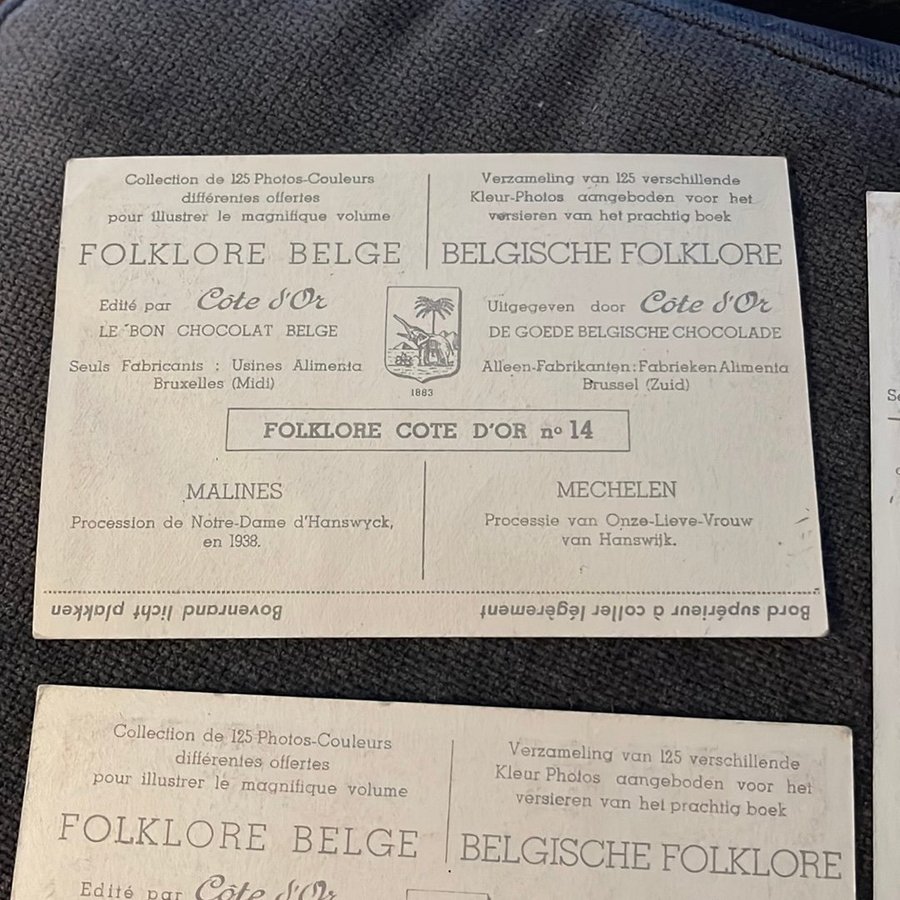 Collection de 125 Photos-Couleurs
différentes offertes
pour illustrer le magnifique volume
FOLKLORE BELGE
Edité par Côte d'Or
LE BON CHOCOLAT BELGE
Seuls Fabricants : Usines Alimenta
Bruxelles (Midi)
Verzameling van 125 verschillende
Kleur-Photos aangeboden voor het
versieren van het prachtig boek
BELGISCHE FOLKLORE
Uitgegeven door Côte d'Or
DE GOEDE BELGISCHE CHOCOLADE
Alleen-Fabrikanten: Fabrieken Alimenta
Brussel (Zuid)
1883
FOLKLORE COTE D'OR nº 14
MALINES
Procession de Notre-Dame d'Hanswyck,
en 1938.
MECHELEN
Processie van Onze-Lieve-Vrouw
van Hanswijk.
Bord supérieur à coller légèrement
Bovenrand licht plakken
Collection de 125 Photos-Couleurs
différentes offertes
pour illustrer le magnifique volume
FOLKLORE BELGE
Edité par Côte d'Or
Verzameling van 125 verschillende
Kleur Photos aangeboden voor het
versieren van het prachtig boek
BELGISCHE FOLKLORE